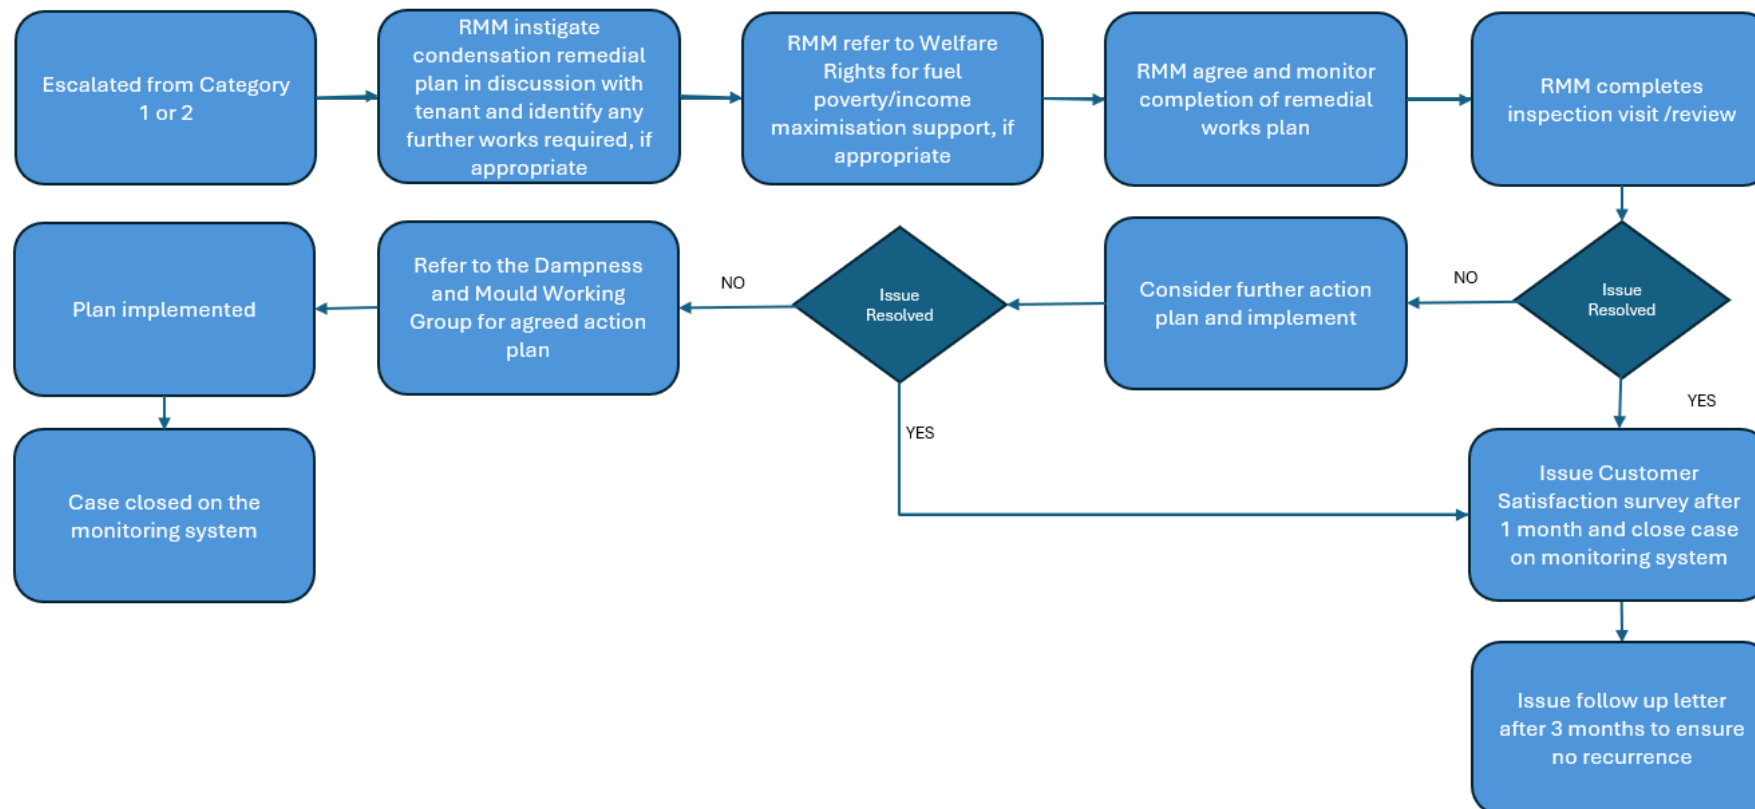 Escalated from Category
1 or 2
RMM instigate
condensation remedial
plan in discussion with
tenant and identify any
further works required, if
appropriate
RMM refer to Welfare
Rights for fuel
poverty/income
maximisation support, if
appropriate
RMM agree and monitor
completion of remedial
works plan
RMM completes
inspection visit /review
Issue
Resolved
NO
Consider further action
plan and implement
Issue
Resolved
NO
Refer to the Dampness
and Mould Working
Group for agreed action
plan
Plan implemented
Case closed on the
monitoring system
YES
YES
Issue Customer
Satisfaction survey after
1 month and close case
on monitoring system
Issue follow up letter
after 3 months to ensure
no recurrence